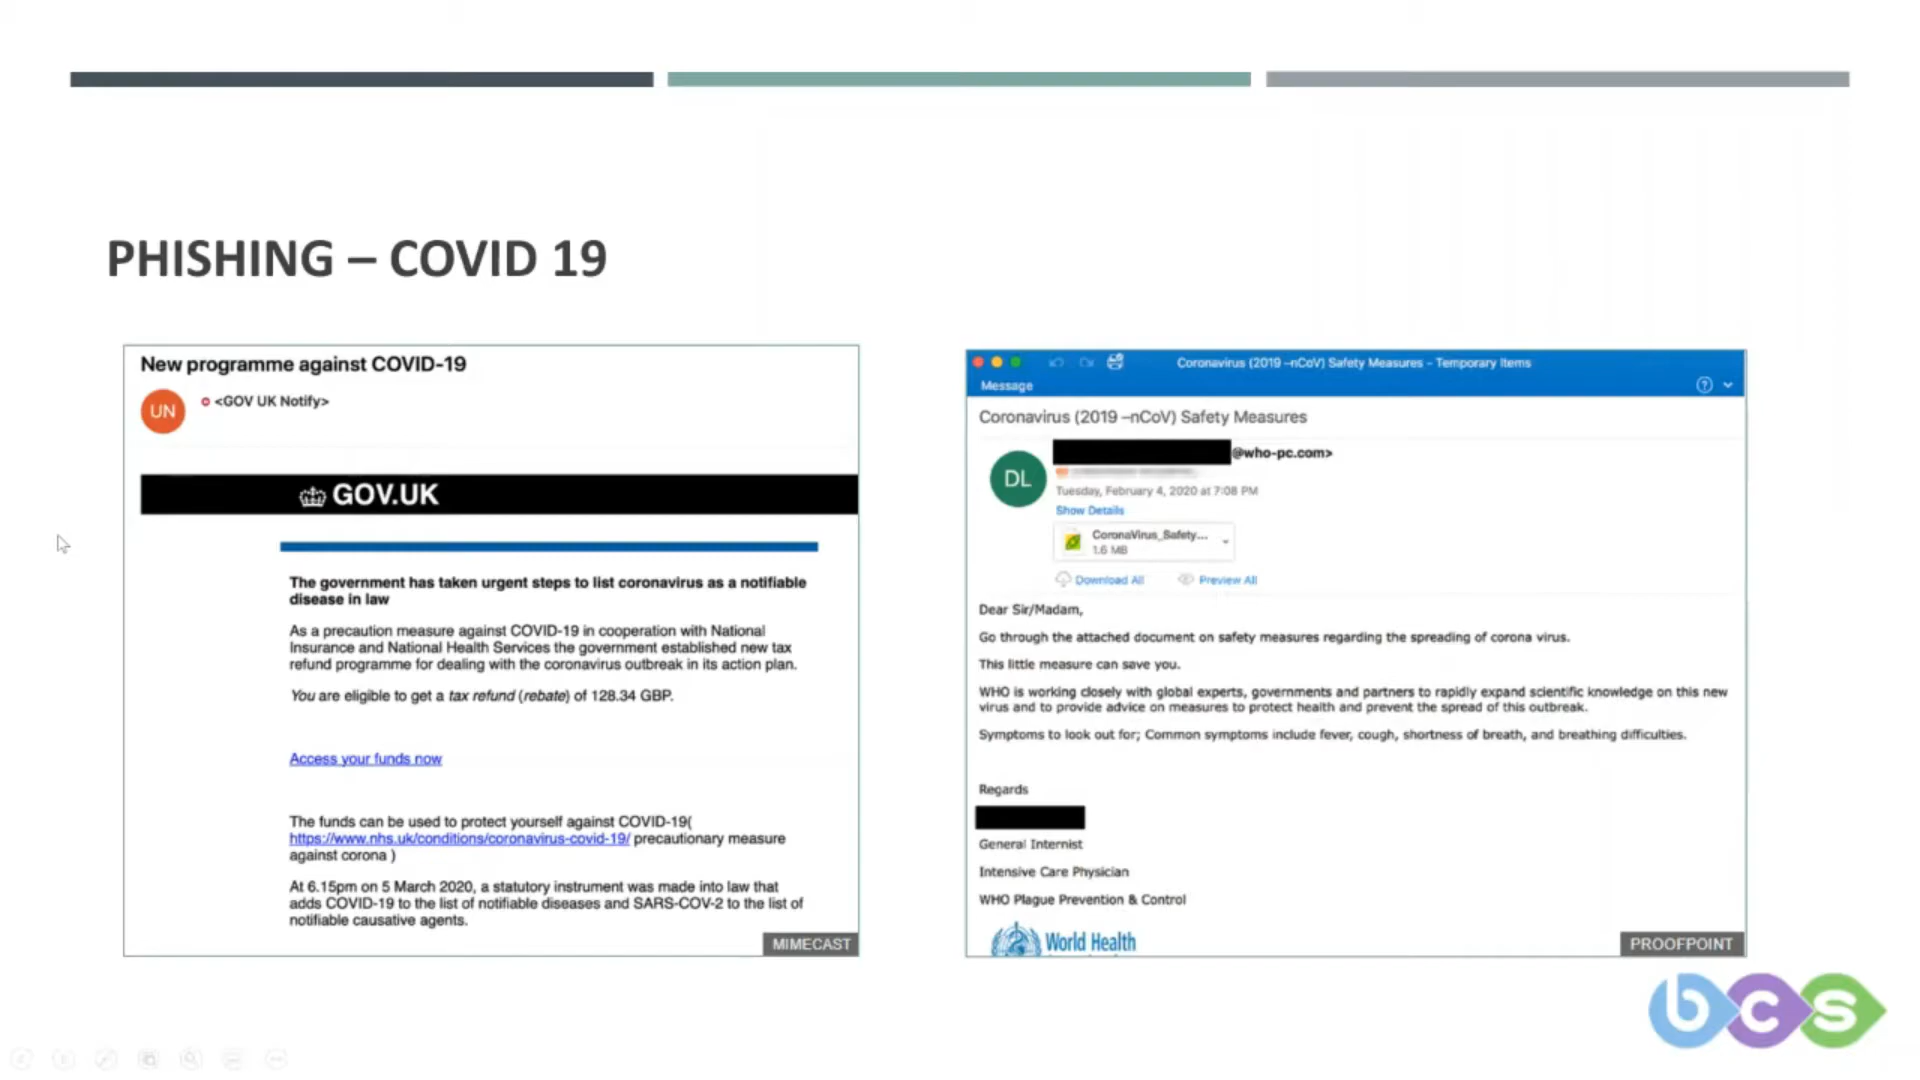 PHISHING – COVID 19
New programme against COVID-19
UN
<GOV UK Notify>
GOV.UK
The government has taken urgent steps to list coronavirus as a notifiable
disease in law
As a precaution measure against COVID-19 in cooperation with National
Insurance and National Health Services the government established new tax
refund programme for dealing with the coronavirus outbreak in its action plan.
You are eligible to get a tax refund (rebate) of 128.34 GBP.
Access your funds now
The funds can be used to protect yourself against COVID-19(
https://www.nhs.uk/conditions/coronavirus-covid-19/ precautionary measure
against corona )
At 6.15pm on 5 March 2020, a statutory instrument was made into law that
adds COVID-19 to the list of notifiable diseases and SARS-COV-2 to the list of
notifiable causative agents.
MIMECAST
Coronavirus (2019 –nCoV) Safety Measures - Temporary Items
Message
Coronavirus (2019 –nCoV) Safety Measures
@who-pc.com>
DL
Tuesday, February 4, 2020 at 7:08 PM
Show Details
CoronaVirus_Safety...
1.6 MB
Download All Preview All
Dear Sir/Madam,
Go through the attached document on safety measures regarding the spreading of corona virus.
This little measure can save you.
WHO is working closely with global experts, governments and partners to rapidly expand scientific knowledge on this new
virus and to provide advice on measures to protect health and prevent the spread of this outbreak.
Symptoms to look out for; Common symptoms include fever, cough, shortness of breath, and breathing difficulties.
Regards
General Internist
Intensive Care Physician
WHO Plague Prevention & Control
World Health
PROOFPOINT
bcs